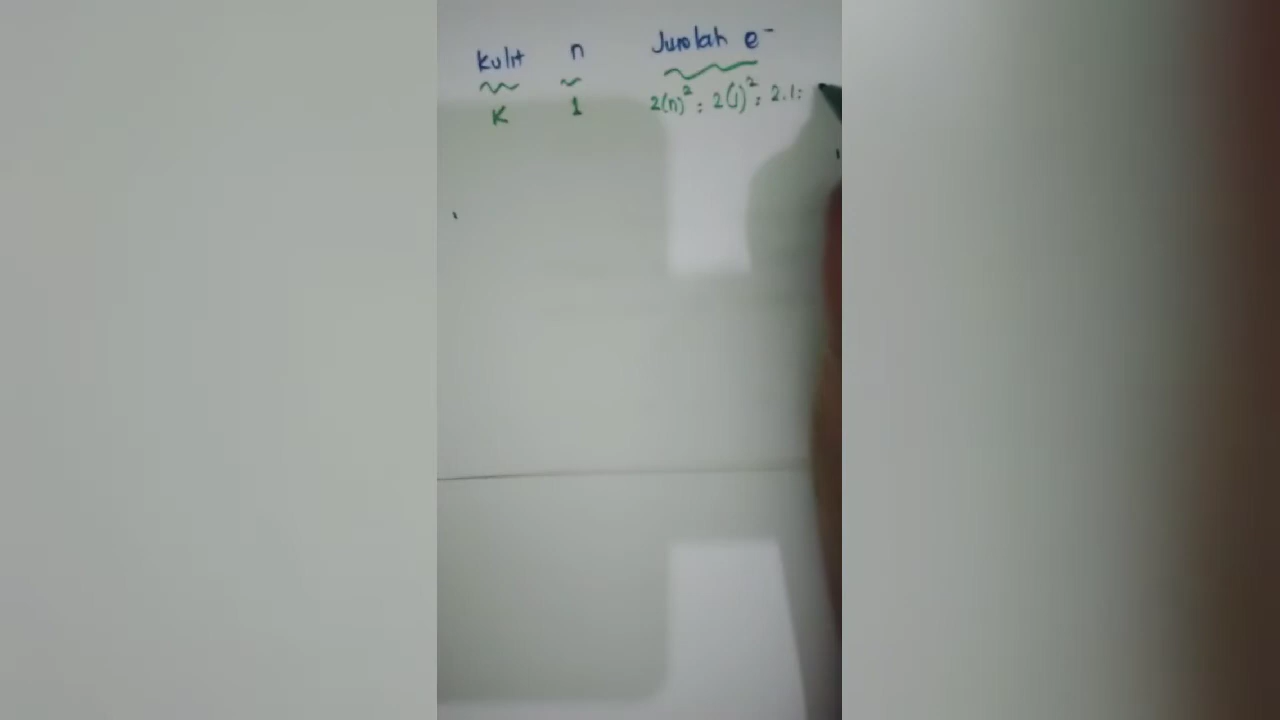 Kulit n Jumlah e⁻
K 1 2(n)² = 2(1)² = 2.1=